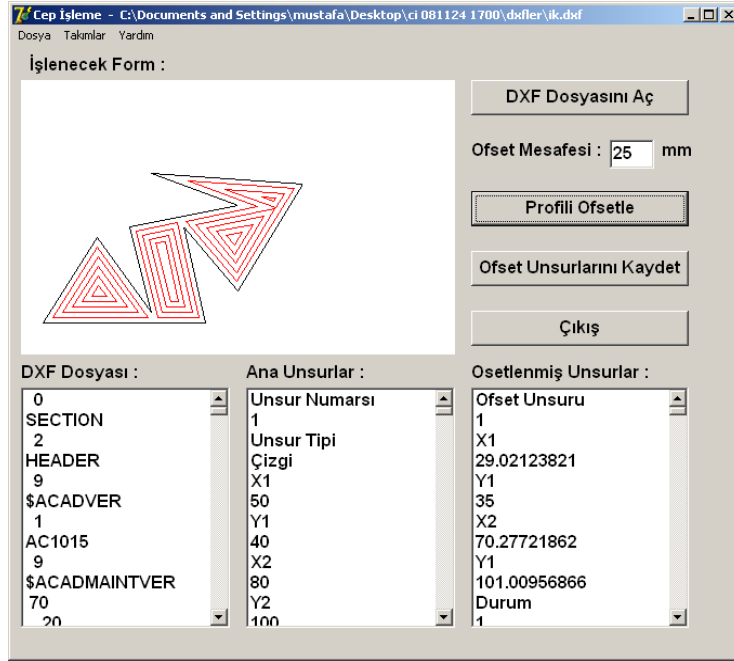 Cep İşleme - C:\Documents and Settings\mustafa\Desktop\ci 081124 1700\dxfler\ik.dxf
Dosya Takımlar Yardım
İşlenecek Form :
DXF Dosyasını Aç
Ofset Mesafesi : 25 mm
Profili Ofsetle
Ofset Unsurlarını Kaydet
Çıkış
DXF Dosyası :
0
SECTION
2
HEADER
9
$ACADVER
1
AC1015
9
$ACADMAINTVER
70
20
Ana Unsurlar :
Unsur Numarsı
1
Unsur Tipi
Çizgi
X1
50
Y1
40
X2
80
Y2
100
Osetlenmiş Unsurlar :
Ofset Unsuru
1
X1
29.02123821
Y1
35
X2
70.27721862
Y1
101.00956866
Durum
1